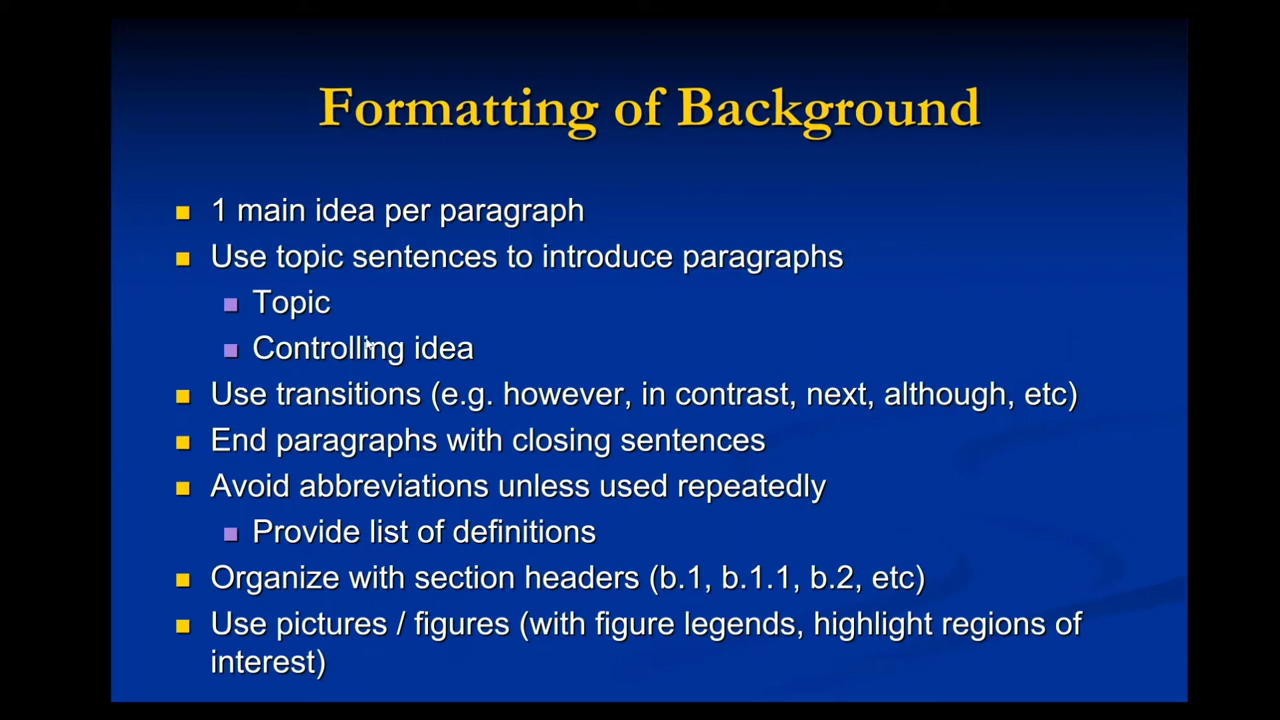 Formatting of Background
1 main idea per paragraph
Use topic sentences to introduce paragraphs
Topic
Controlling idea
Use transitions (e.g. however, in contrast, next, although, etc)
End paragraphs with closing sentences
Avoid abbreviations unless used repeatedly
Provide list of definitions
Organize with section headers (b.1, b.1.1, b.2, etc)
Use pictures / figures (with figure legends, highlight regions of
interest)